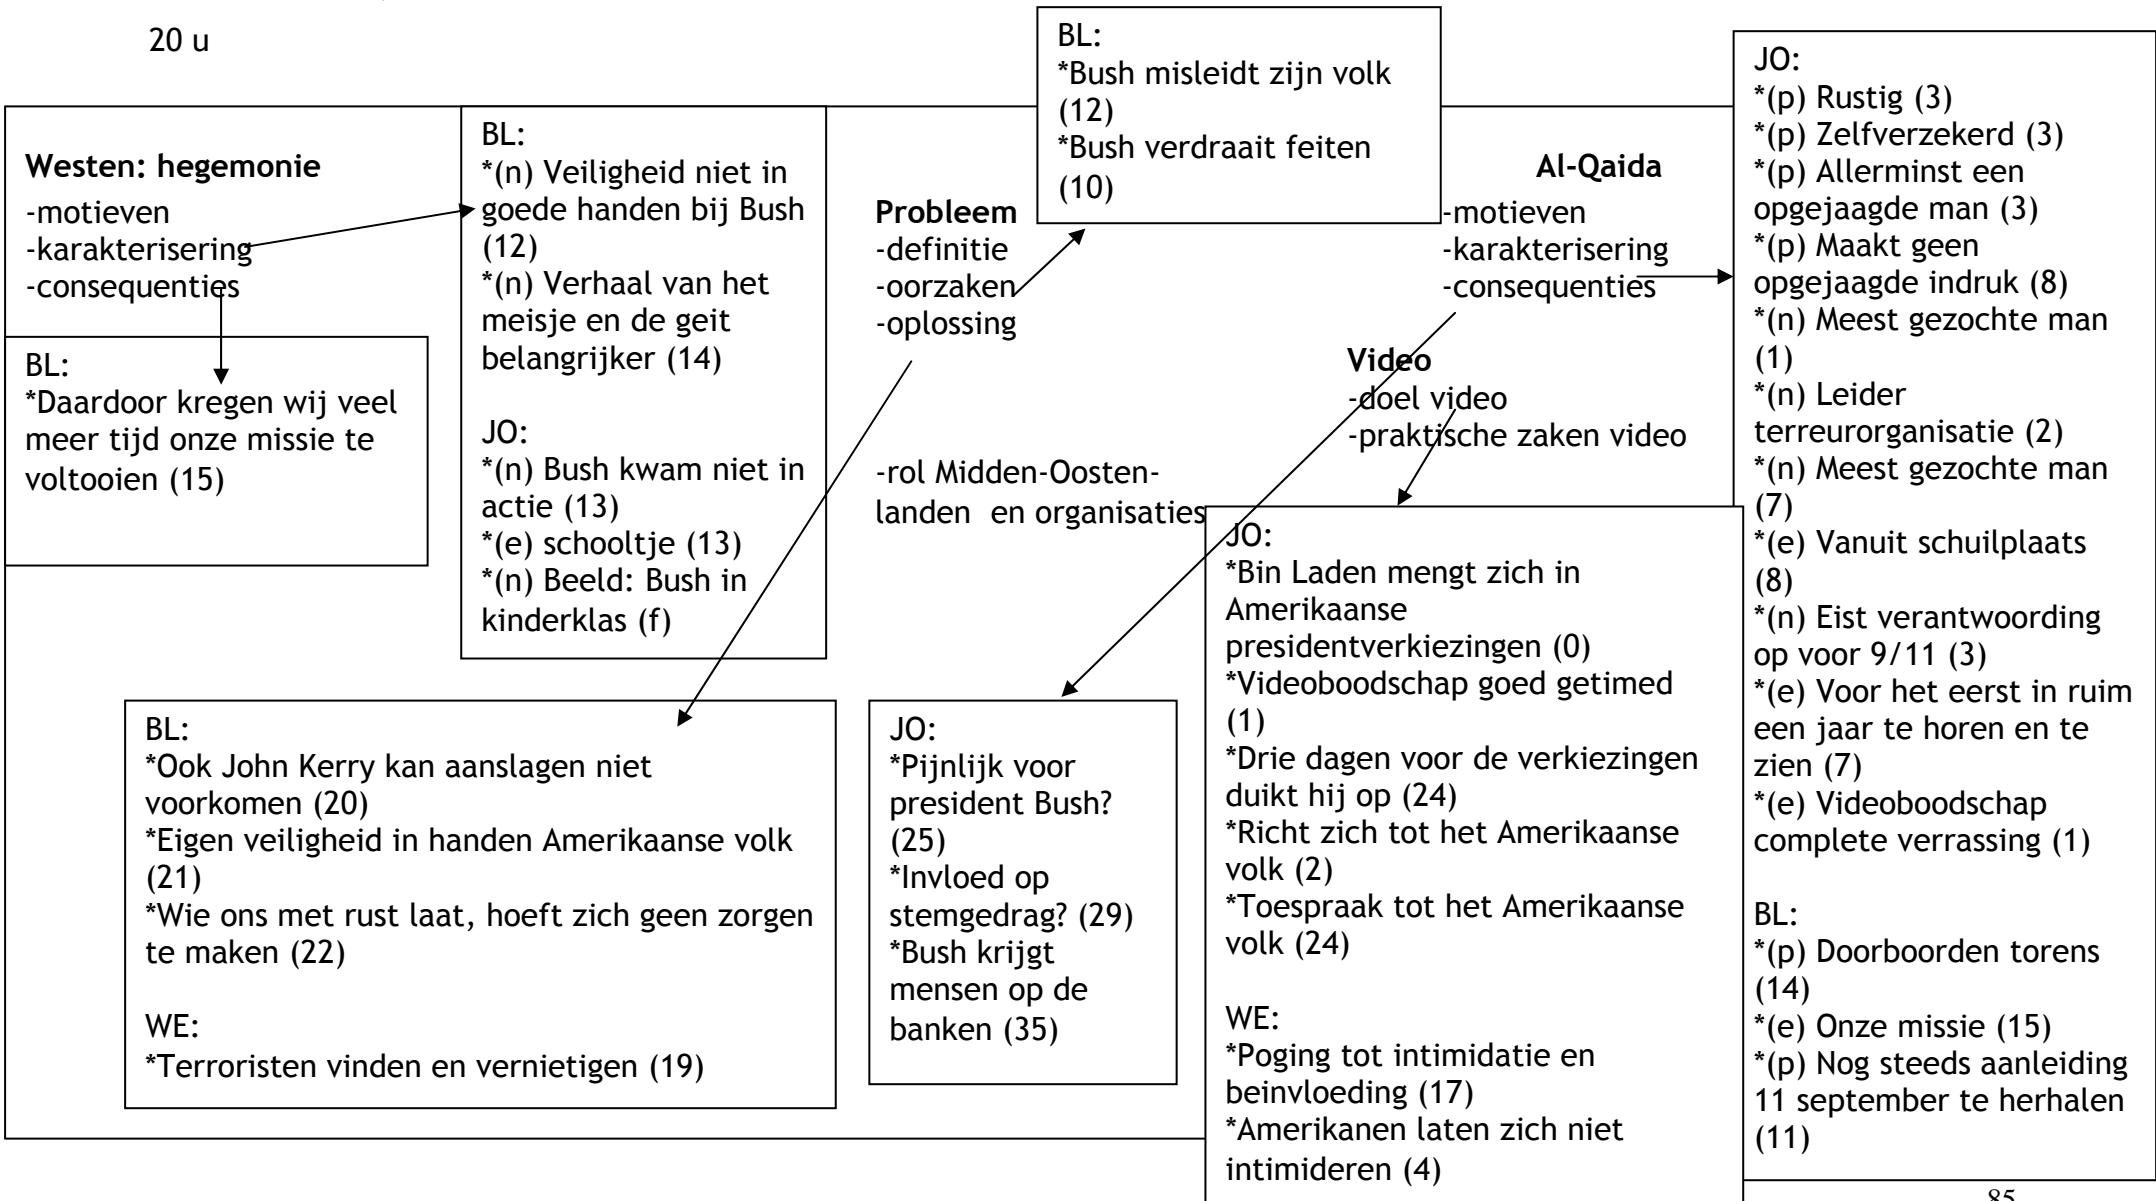 20 u
Westen: hegemonie
-motieven
-karakterisering
-consequenties
BL:
*Daardoor kregen wij veel
meer tijd onze missie te
voltooien (15)
BL:
*(n) Veiligheid niet in
goede handen bij Bush
(12)
*(n) Verhaal van het
meisje en de geit
belangrijker (14)
JO:
*(n) Bush kwam niet in
actie (13)
*(e) schooltje (13)
*(n) Beeld: Bush in
kinderklas (f)
Probleem
-definitie
-oorzaken
-oplossing
-rol Midden-Oosten-
landen en organisaties
BL:
*Bush misleidt zijn volk
(12)
*Bush verdraait feiten
(10)
Al-Qaida
-motieven
-karakterisering
-consequenties
Video
-doel video
-praktische zaken video
JO:
*(p) Rustig (3)
*(p) Zelfverzekerd (3)
*(p) Allerminst een
opgejaagde man (3)
*(p) Maakt geen
opgejaagde indruk (8)
*(n) Meest gezochte man
(1)
*(n) Leider
terreurorganisatie (2)
*(n) Meest gezochte man
(7)
*(e) Vanuit schuilplaats
(8)
*(n) Eist verantwoording
op voor 9/11 (3)
*(e) Voor het eerst in ruim
een jaar te horen en te
zien (7)
*(e) Videoboodschap
complete verrassing (1)
BL:
*(p) Doorboorden torens
(14)
*(e) Onze missie (15)
*(p) Nog steeds aanleiding
11 september te herhalen
(11)
BL:
*Ook John Kerry kan aanslagen niet
voorkomen (20)
*Eigen veiligheid in handen Amerikaanse volk
(21)
*Wie ons met rust laat, hoeft zich geen zorgen
te maken (22)
WE:
*Terroristen vinden en vernietigen (19)
JO:
*Pijnlijk voor
president Bush?
(25)
*Invloed op
stemgedrag? (29)
*Bush krijgt
mensen op de
banken (35)
JO:
*Bin Laden mengt zich in
Amerikaanse
presidentverkiezingen (0)
*Videoboodschap goed getimed
(1)
*Drie dagen voor de verkiezingen
duikt hij op (24)
*Richt zich tot het Amerikaanse
volk (2)
*Toespraak tot het Amerikaanse
volk (24)
WE:
*Poging tot intimidatie en
beinvloeding (17)
*Amerikanen laten zich niet
intimideren (4)
85